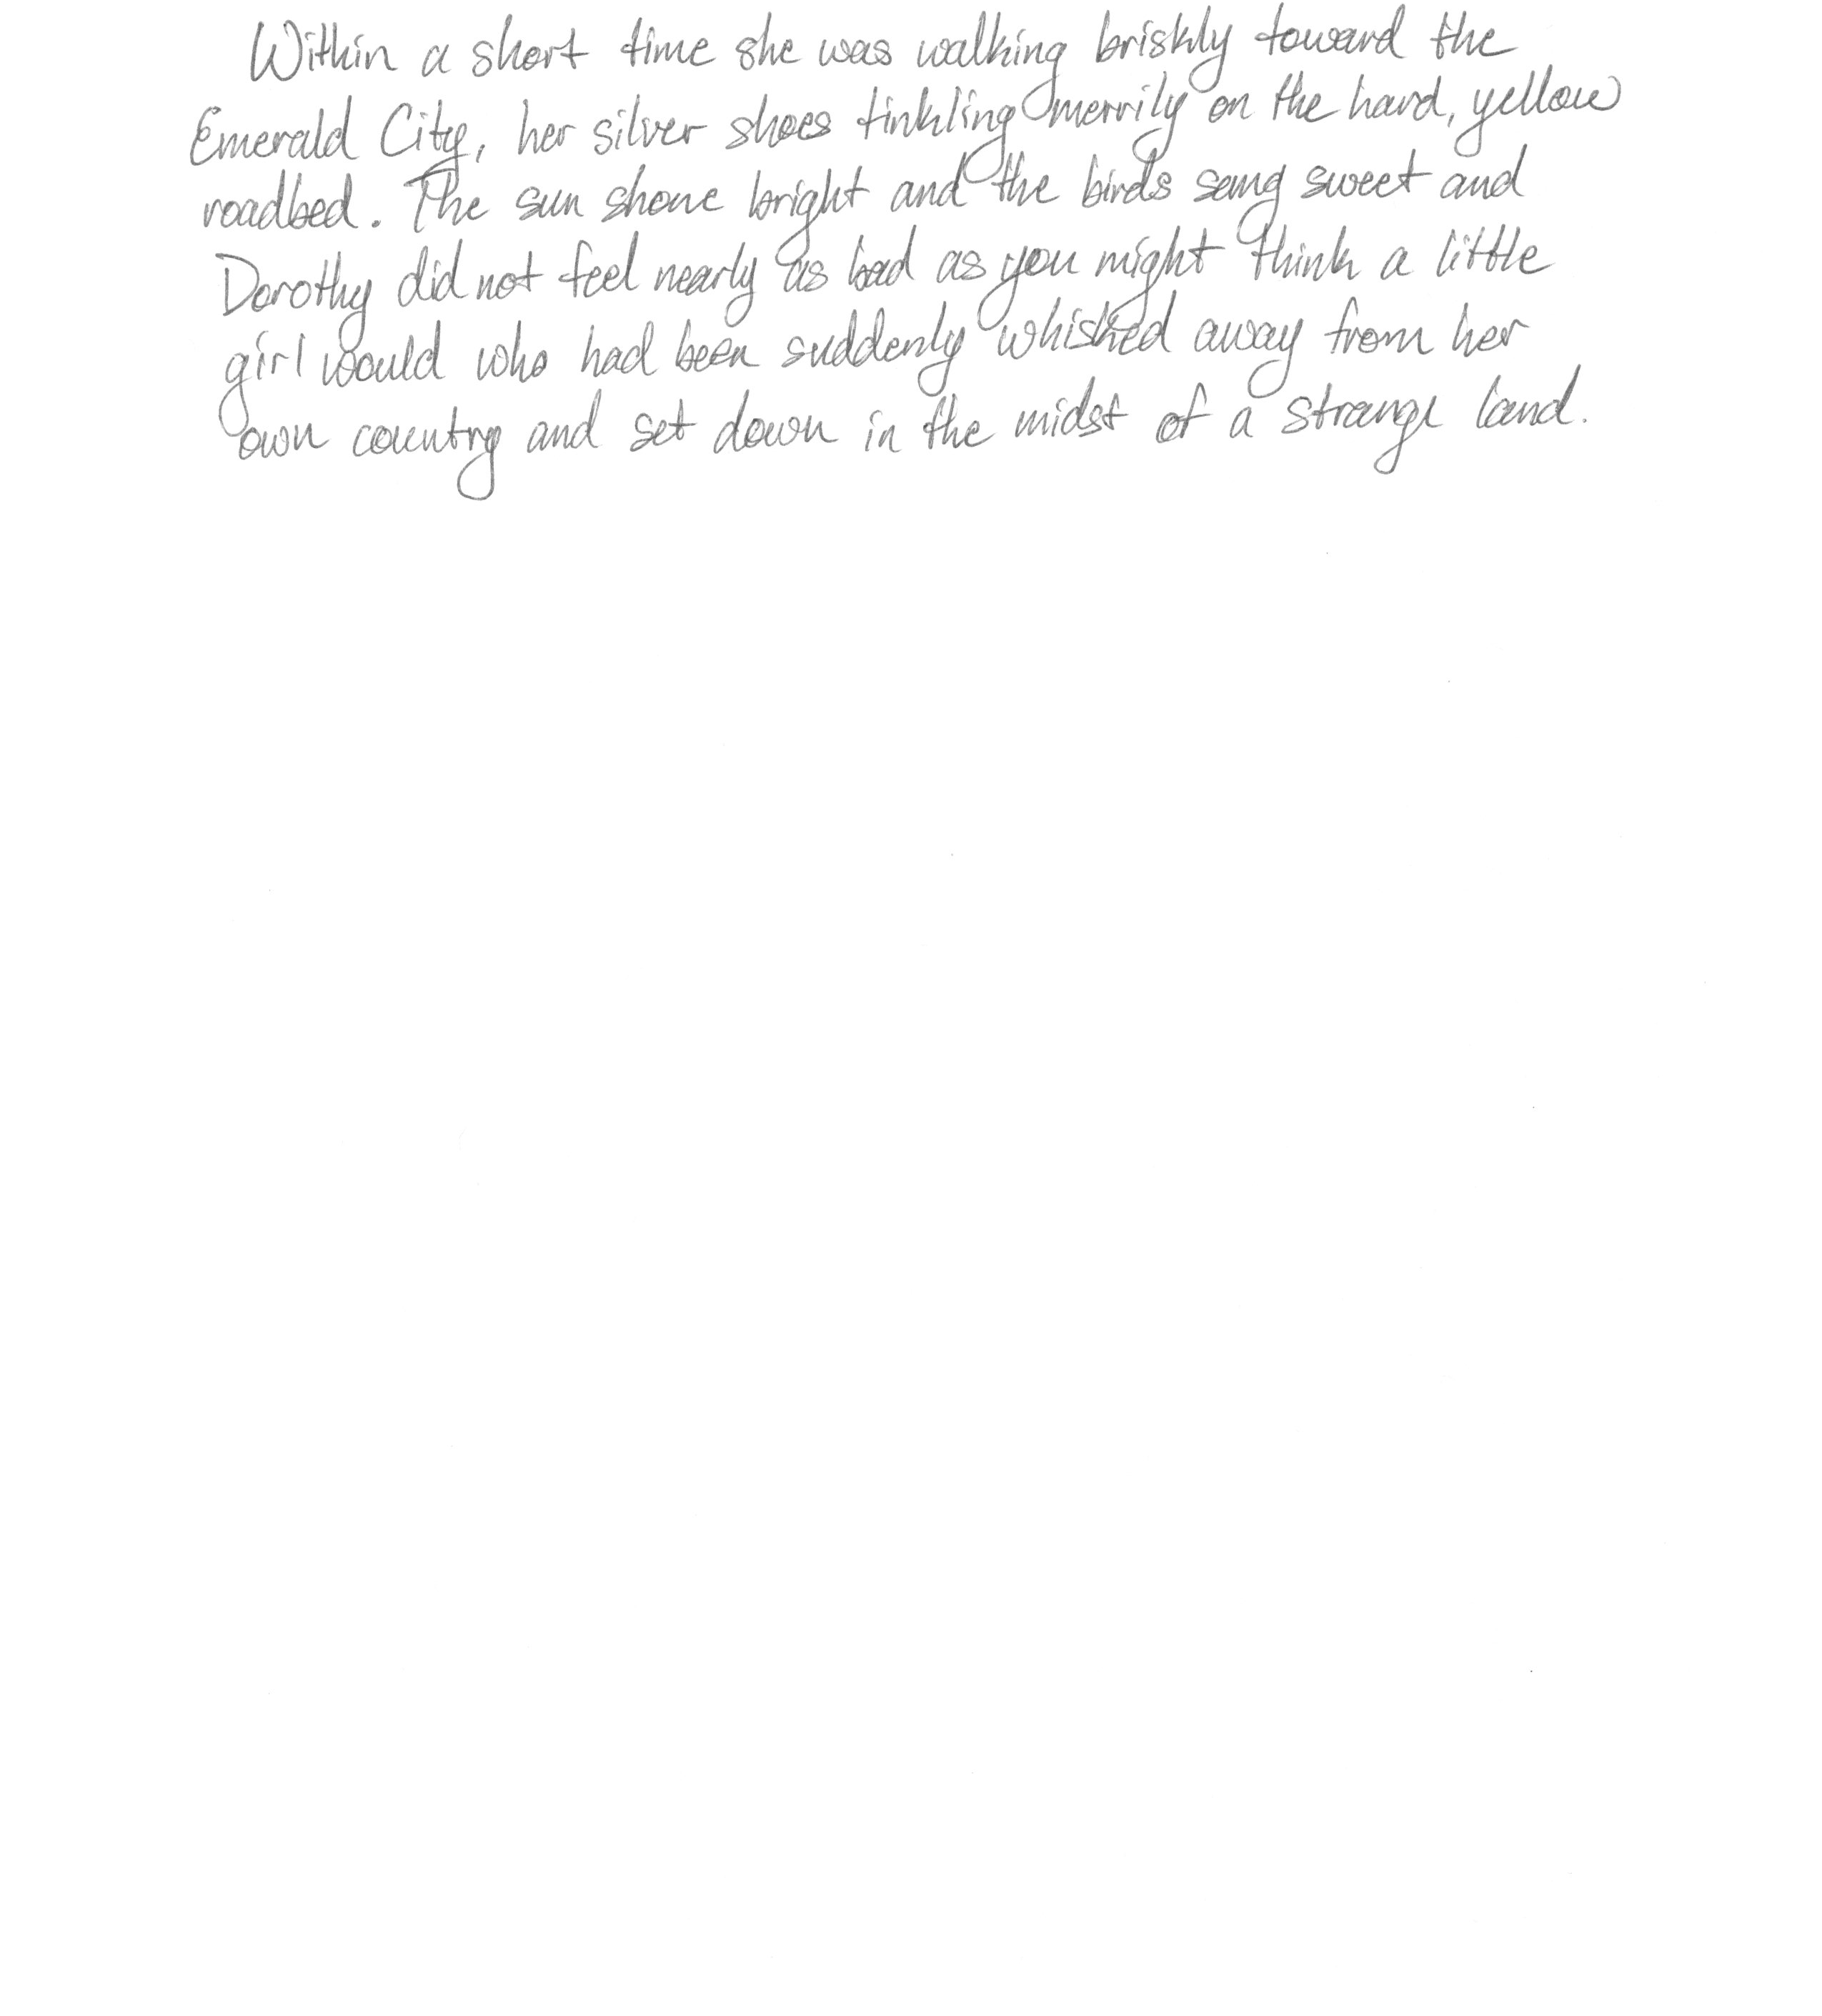 Within a short time she was walking briskly toward the
Emerald City, her silver shoes tinkling merrily on the hard, yellow
roadbed. The sun shone bright and the birds sang sweet and
Dorothy did not feel nearly as bad as you might think a little
girl would who had been suddenly whisked away from her
own country and set down in the midst of a strange land.